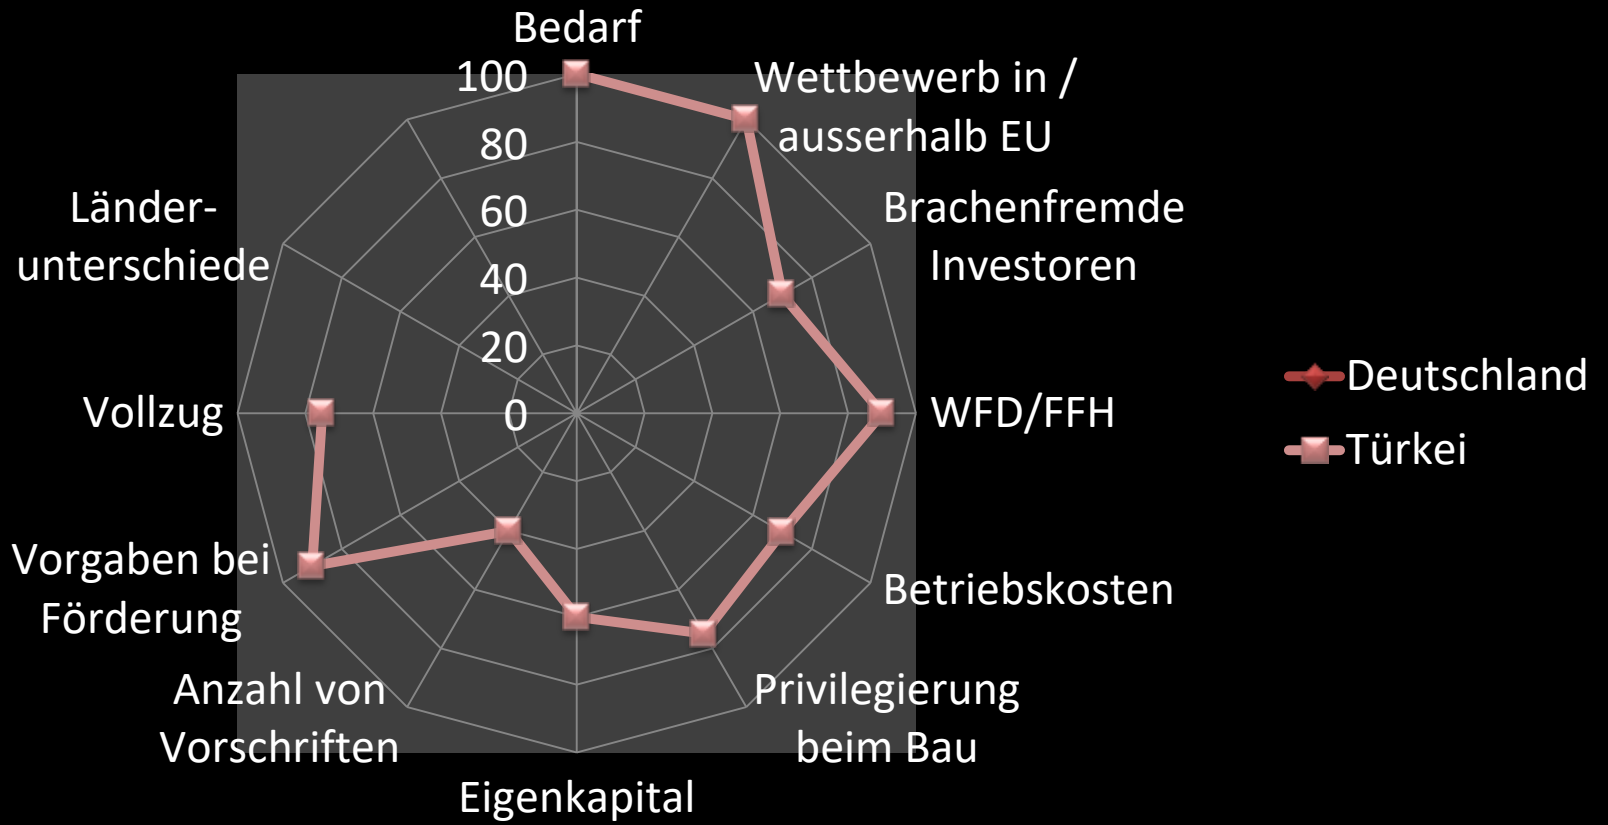 Bedarf
100
80
60
40
20
0
Wettbewerb in /
ausserhalb EU
Brachenfremde
Investoren
WFD/FFH
Betriebskosten
Privilegierung
beim Bau
Eigenkapital
Anzahl von
Vorschriften
Vorgaben bei
Förderung
Vollzug
Länder-
unterschiede
Deutschland
Türkei